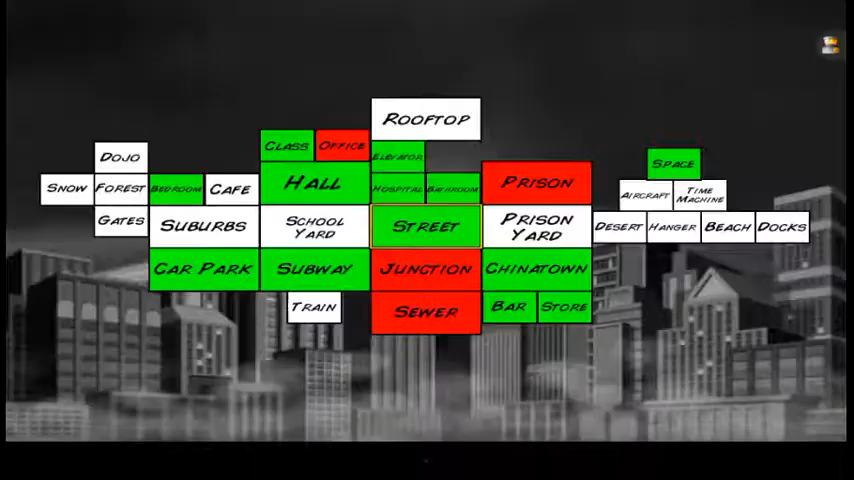 Rooftop
Class
Office
Elevator
Dojo
Space
Snow
Forest
Bedroom
Cafe
Hall
Hospital
Bathroom
Prison
Aircraft
Time
Machine
Gates
Suburbs
School
Yard
Street
Prison
Yard
Desert
Hanger
Beach
Docks
Car Park
Subway
Junction
Chinatown
Train
Sewer
Bar
Store